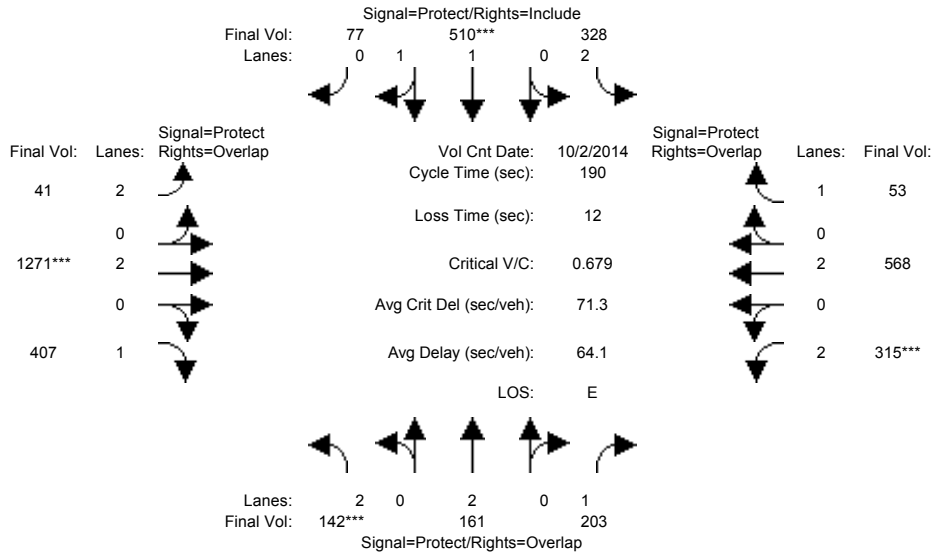 Signal=Protect/Rights=Include
Final Vol: 77 510*** 328
Lanes: 0 1 1 0 2
Signal=Protect
Final Vol: Lanes: Rights=Overlap
Vol Cnt Date: 10/2/2014
Signal=Protect
Rights=Overlap Lanes: Final Vol:
Cycle Time (sec): 190
41 2
1 53
Loss Time (sec): 12
0
0
1271*** 2
Critical V/C: 0.679
2 568
0
Avg Crit Del (sec/veh): 71.3
0
407 1
Avg Delay (sec/veh): 64.1
2 315***
LOS: E
Lanes: 2 0 2 0 1
Final Vol: 142*** 161 203
Signal=Protect/Rights=Overlap